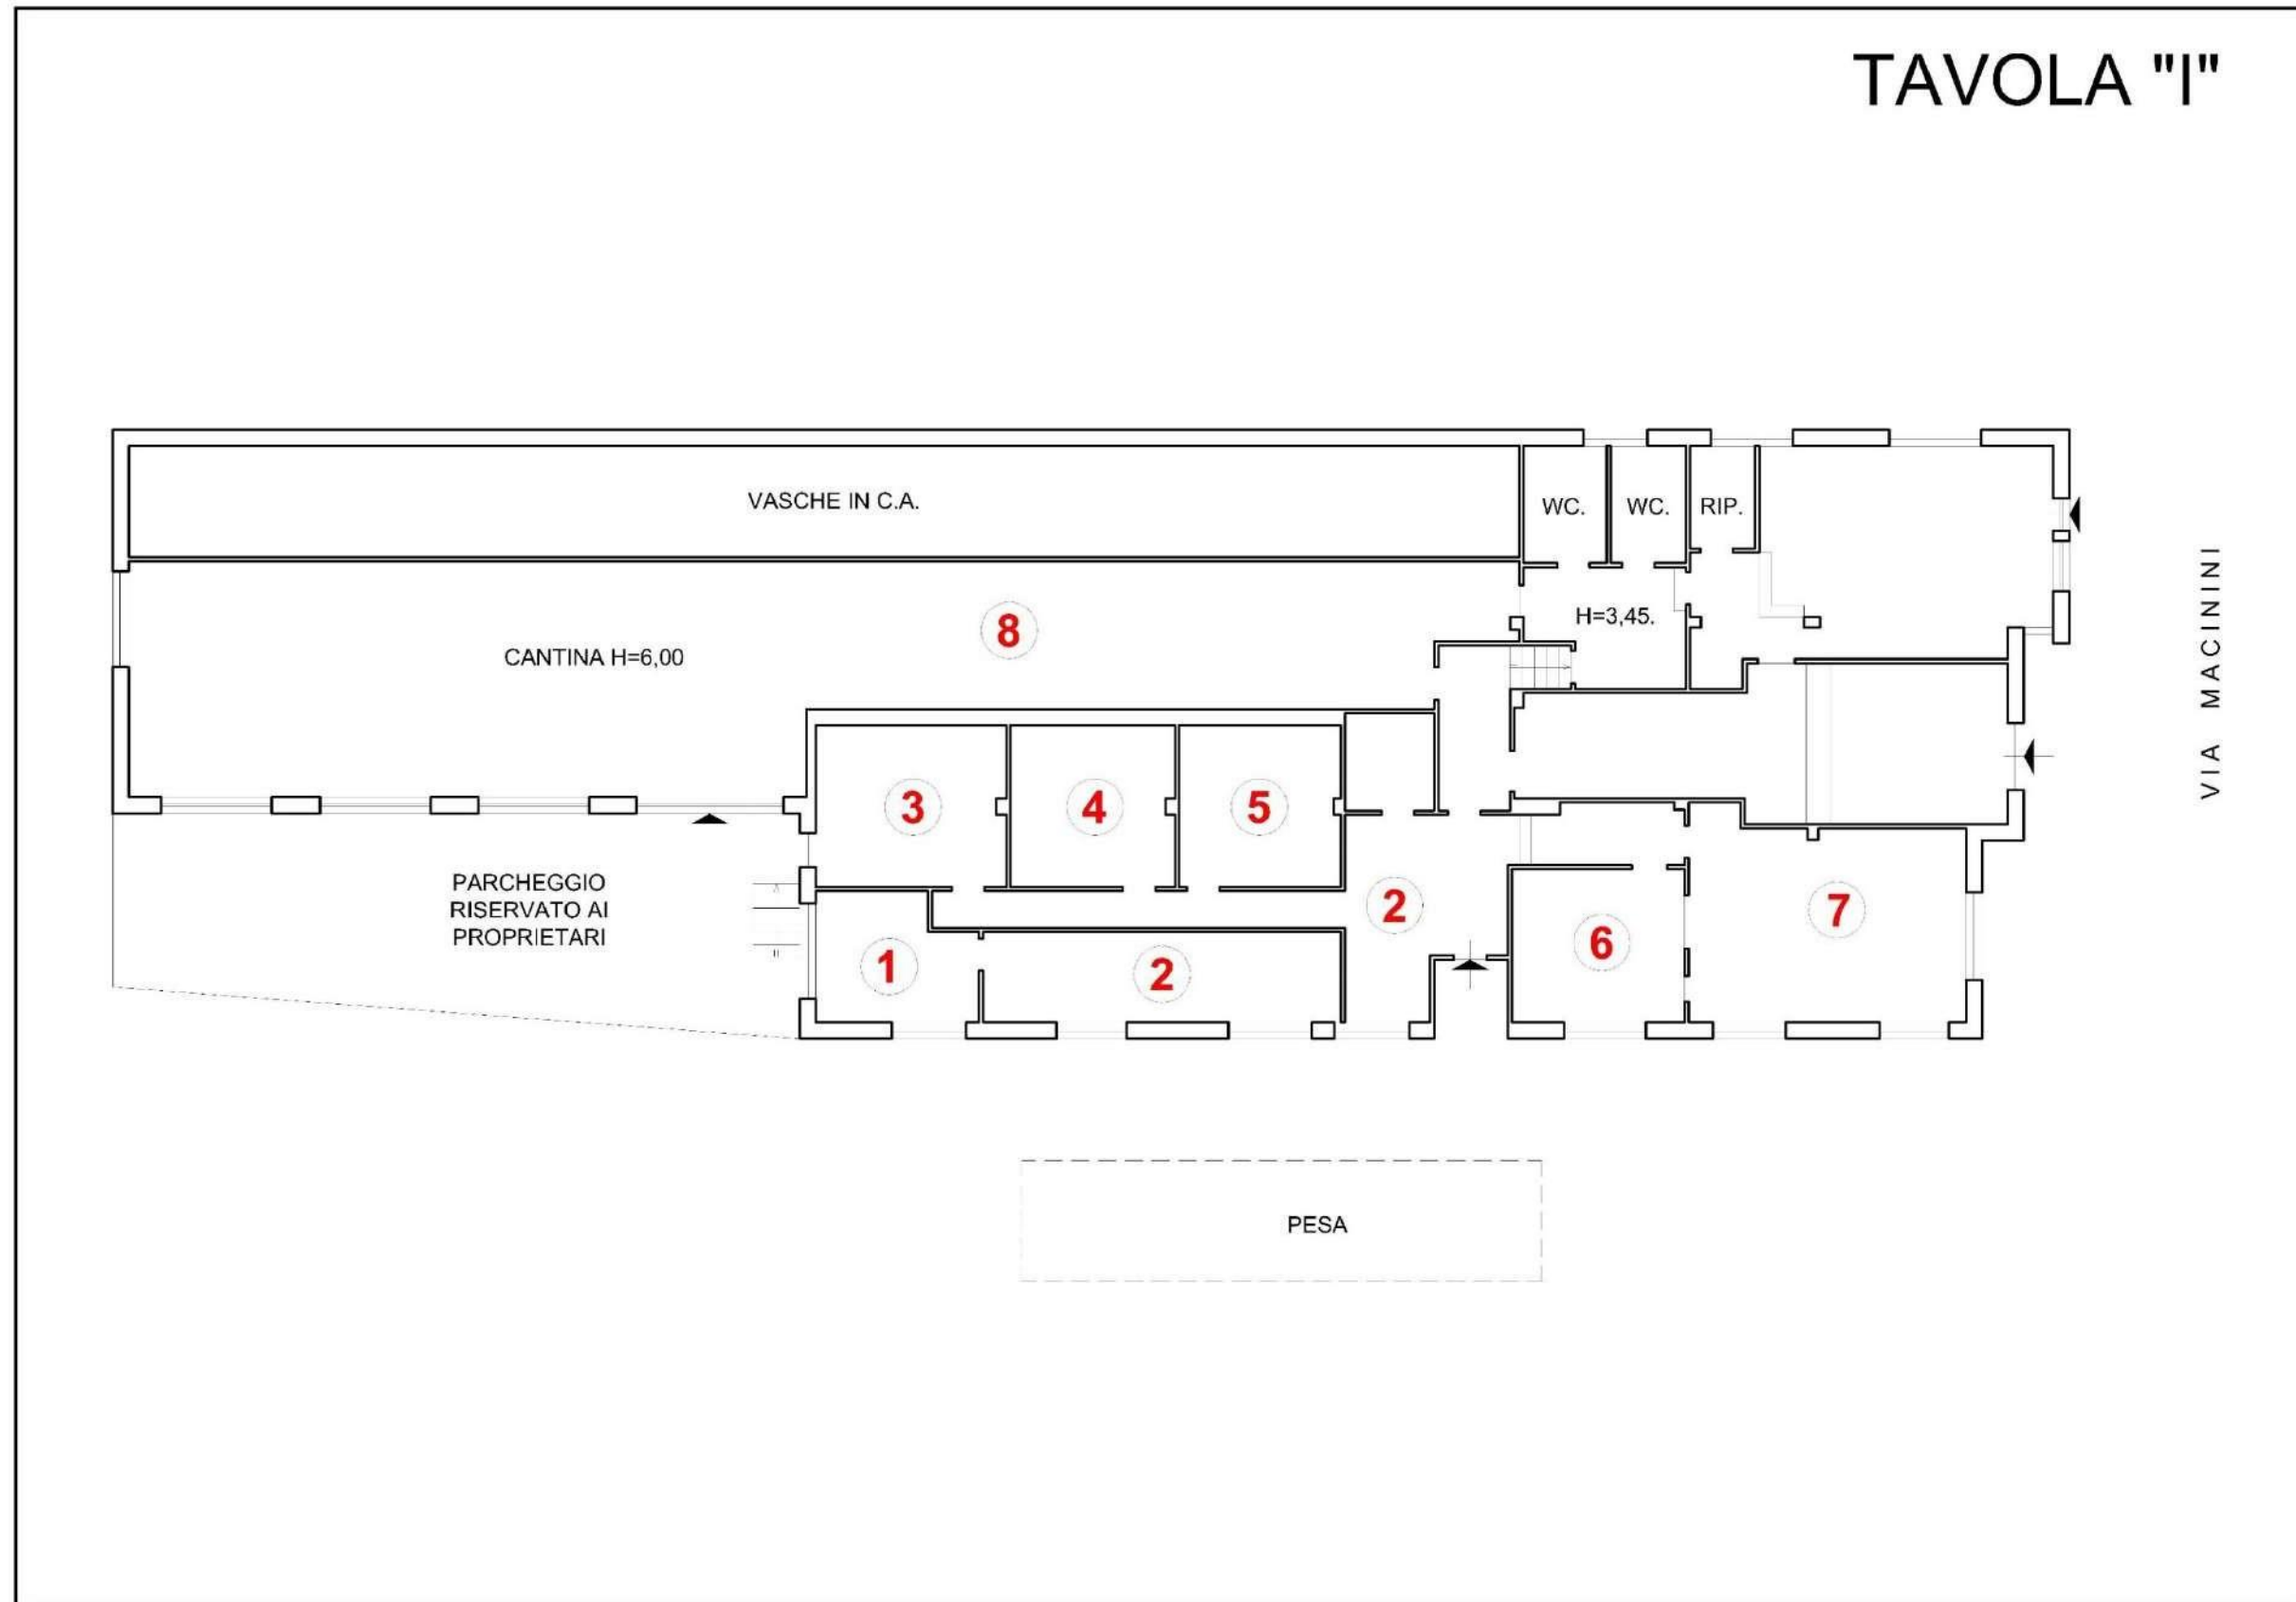 TAVOLA "I"
VASCHE IN C.A.
WC.
WC.
RIP.
VIA MACININI
8
H=3,45.
CANTINA H=6,00
3
4
5
PARCHEGGIO
RISERVATO AI
PROPRIETARI
2
7
6
1
2
PESA